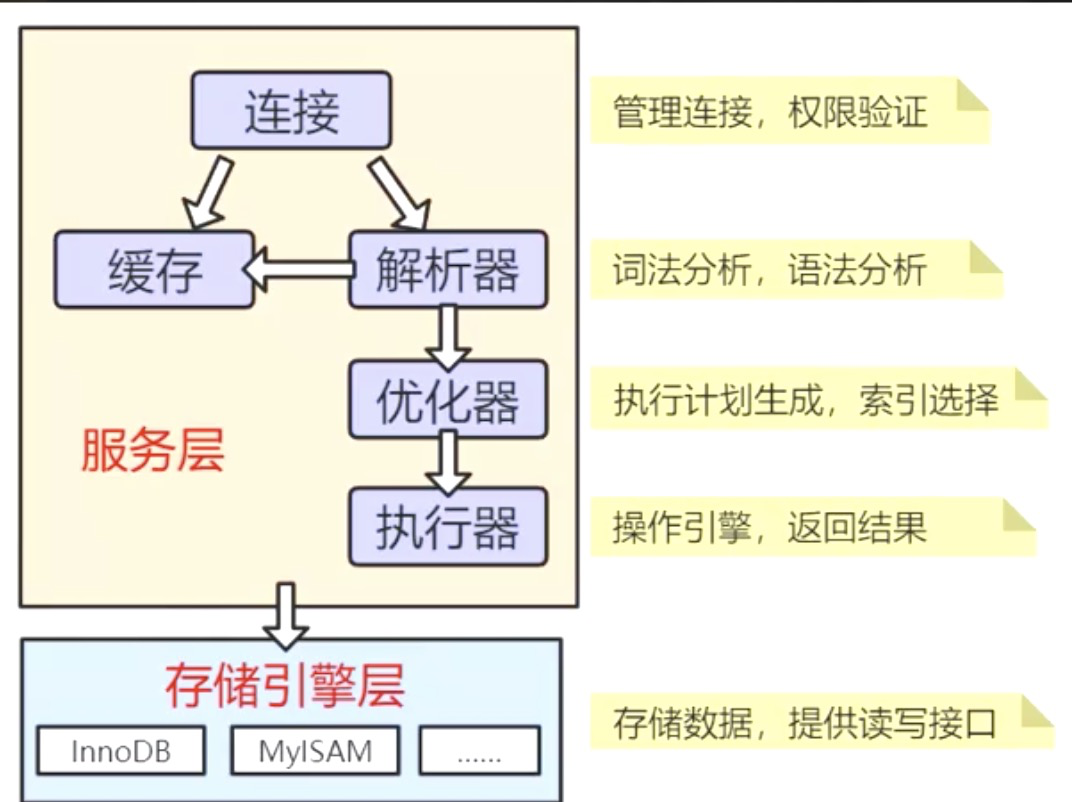 连接
管理连接，权限验证
缓存
解析器
词法分析，语法分析
优化器
执行计划生成，索引选择
服务层
执行器
操作引擎，返回结果
存储引擎层
InnoDB
MyISAM
......
存储数据，提供读写接口